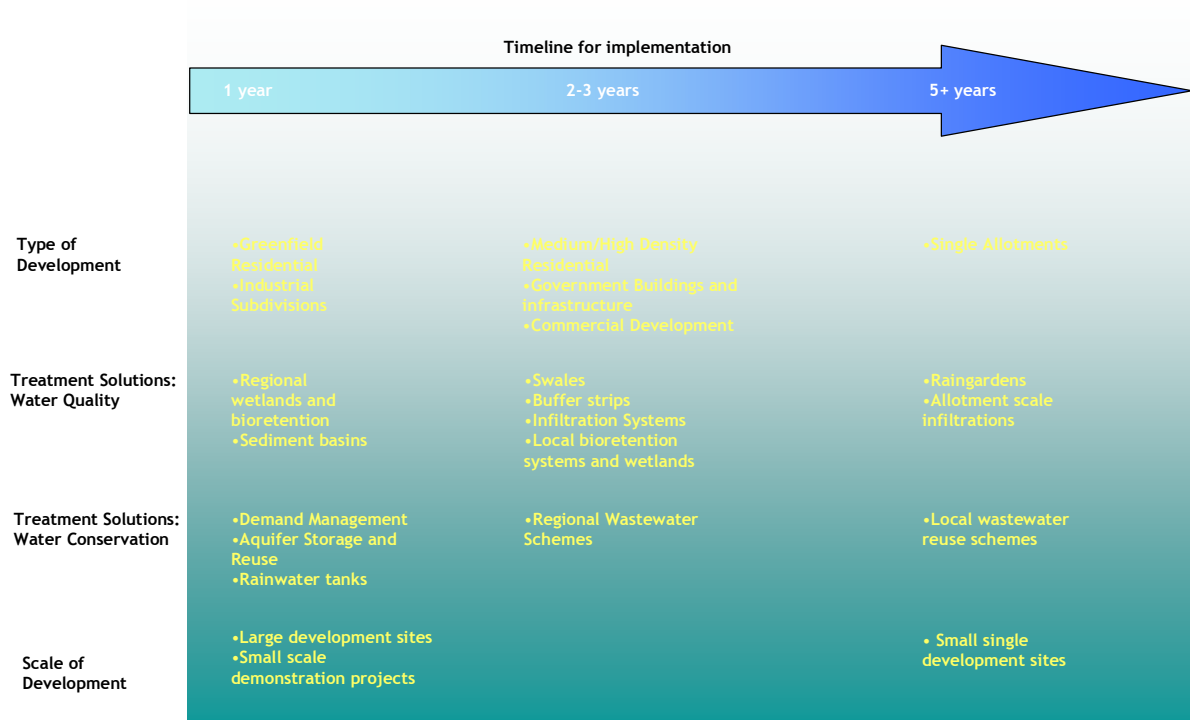 Timeline for implementation
1 year
2-3 years
5+ years
Type of
Development
•Greenfield
Residential
•Industrial
Subdivisions
•Medium/High Density
Residential
•Government Buildings and
infrastructure
•Commercial Development
•Single Allotments
Treatment Solutions:
Water Quality
•Regional
wetlands and
bioretention
•Sediment basins
•Swales
•Buffer strips
•Infiltration Systems
•Local bioretention
systems and wetlands
•Raingardens
•Allotment scale
infiltrations
Treatment Solutions:
Water Conservation
•Demand Management
•Aquifer Storage and
Reuse
•Rainwater tanks
•Regional Wastewater
Schemes
•Local wastewater
reuse schemes
Scale of
Development
•Large development sites
•Small scale
demonstration projects
• Small single
development sites